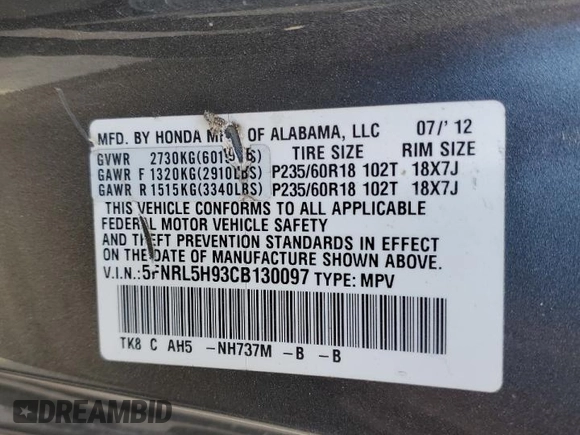 MFD. BY HONDA MFG OF ALABAMA, LLC 07/'12
GVWR 2730KG(6019LBS) TIRE SIZE RIM SIZE
GAWR F 1320KG(2910LBS) P235/60R18 102T 18X7J
GAWR R 1515KG(3340LBS) P235/60R18 102T 18X7J
THIS VEHICLE CONFORMS TO ALL APPLICABLE
FEDERAL MOTOR VEHICLE SAFETY
AND THEFT PREVENTION STANDARDS IN EFFECT
ON THE DATE OF MANUFACTURE SHOWN ABOVE.
V.I.N.: 5FNRL5H93CB130097 TYPE: MPV
TK8 C AH5 -NH737M -B -B
DREAMBID